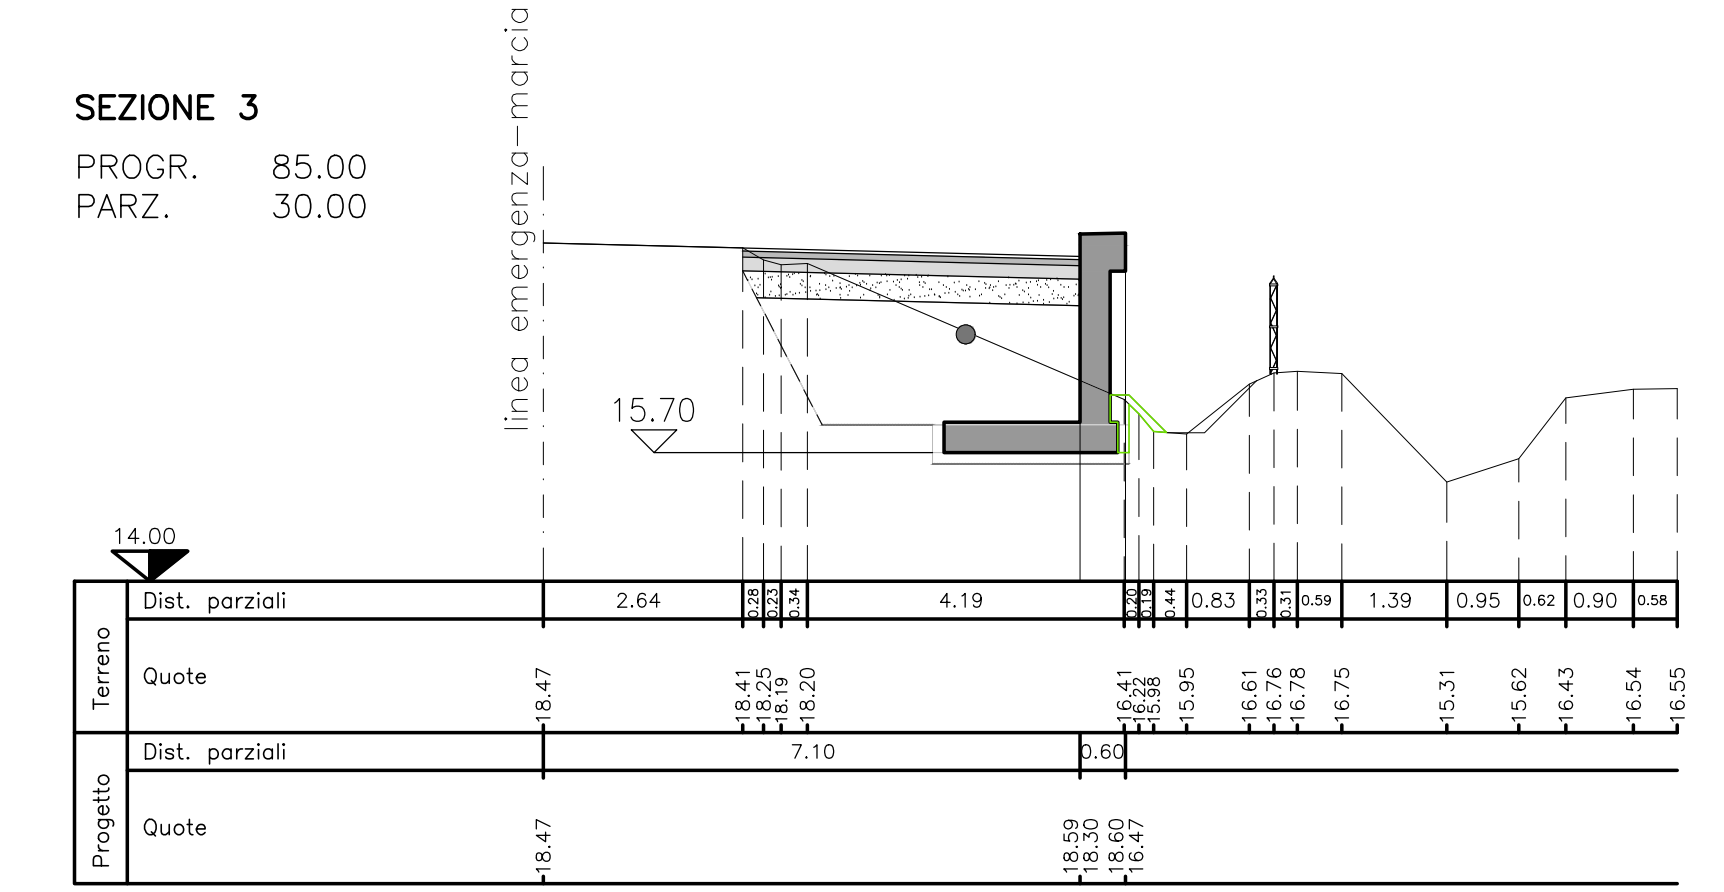 linea emergenza-marcia
SEZIONE 3
PROGR. 85.00
PARZ. 30.00
15.70
14.00
Terreno
Dist. parziali 2.64 0.28 0.23 0.34 4.19 0.20 0.19 0.44 0.83 0.33 0.31 0.59 1.39 0.95 0.62 0.90 0.58
Quote 18.47 18.41 18.25 18.19 18.20 16.41 16.22 15.98 15.95 16.61 16.76 16.78 16.75 15.31 15.62 16.43 16.54 16.55
Progetto
Dist. parziali 7.10 0.60
Quote 18.47 18.59 18.30 18.60 16.47